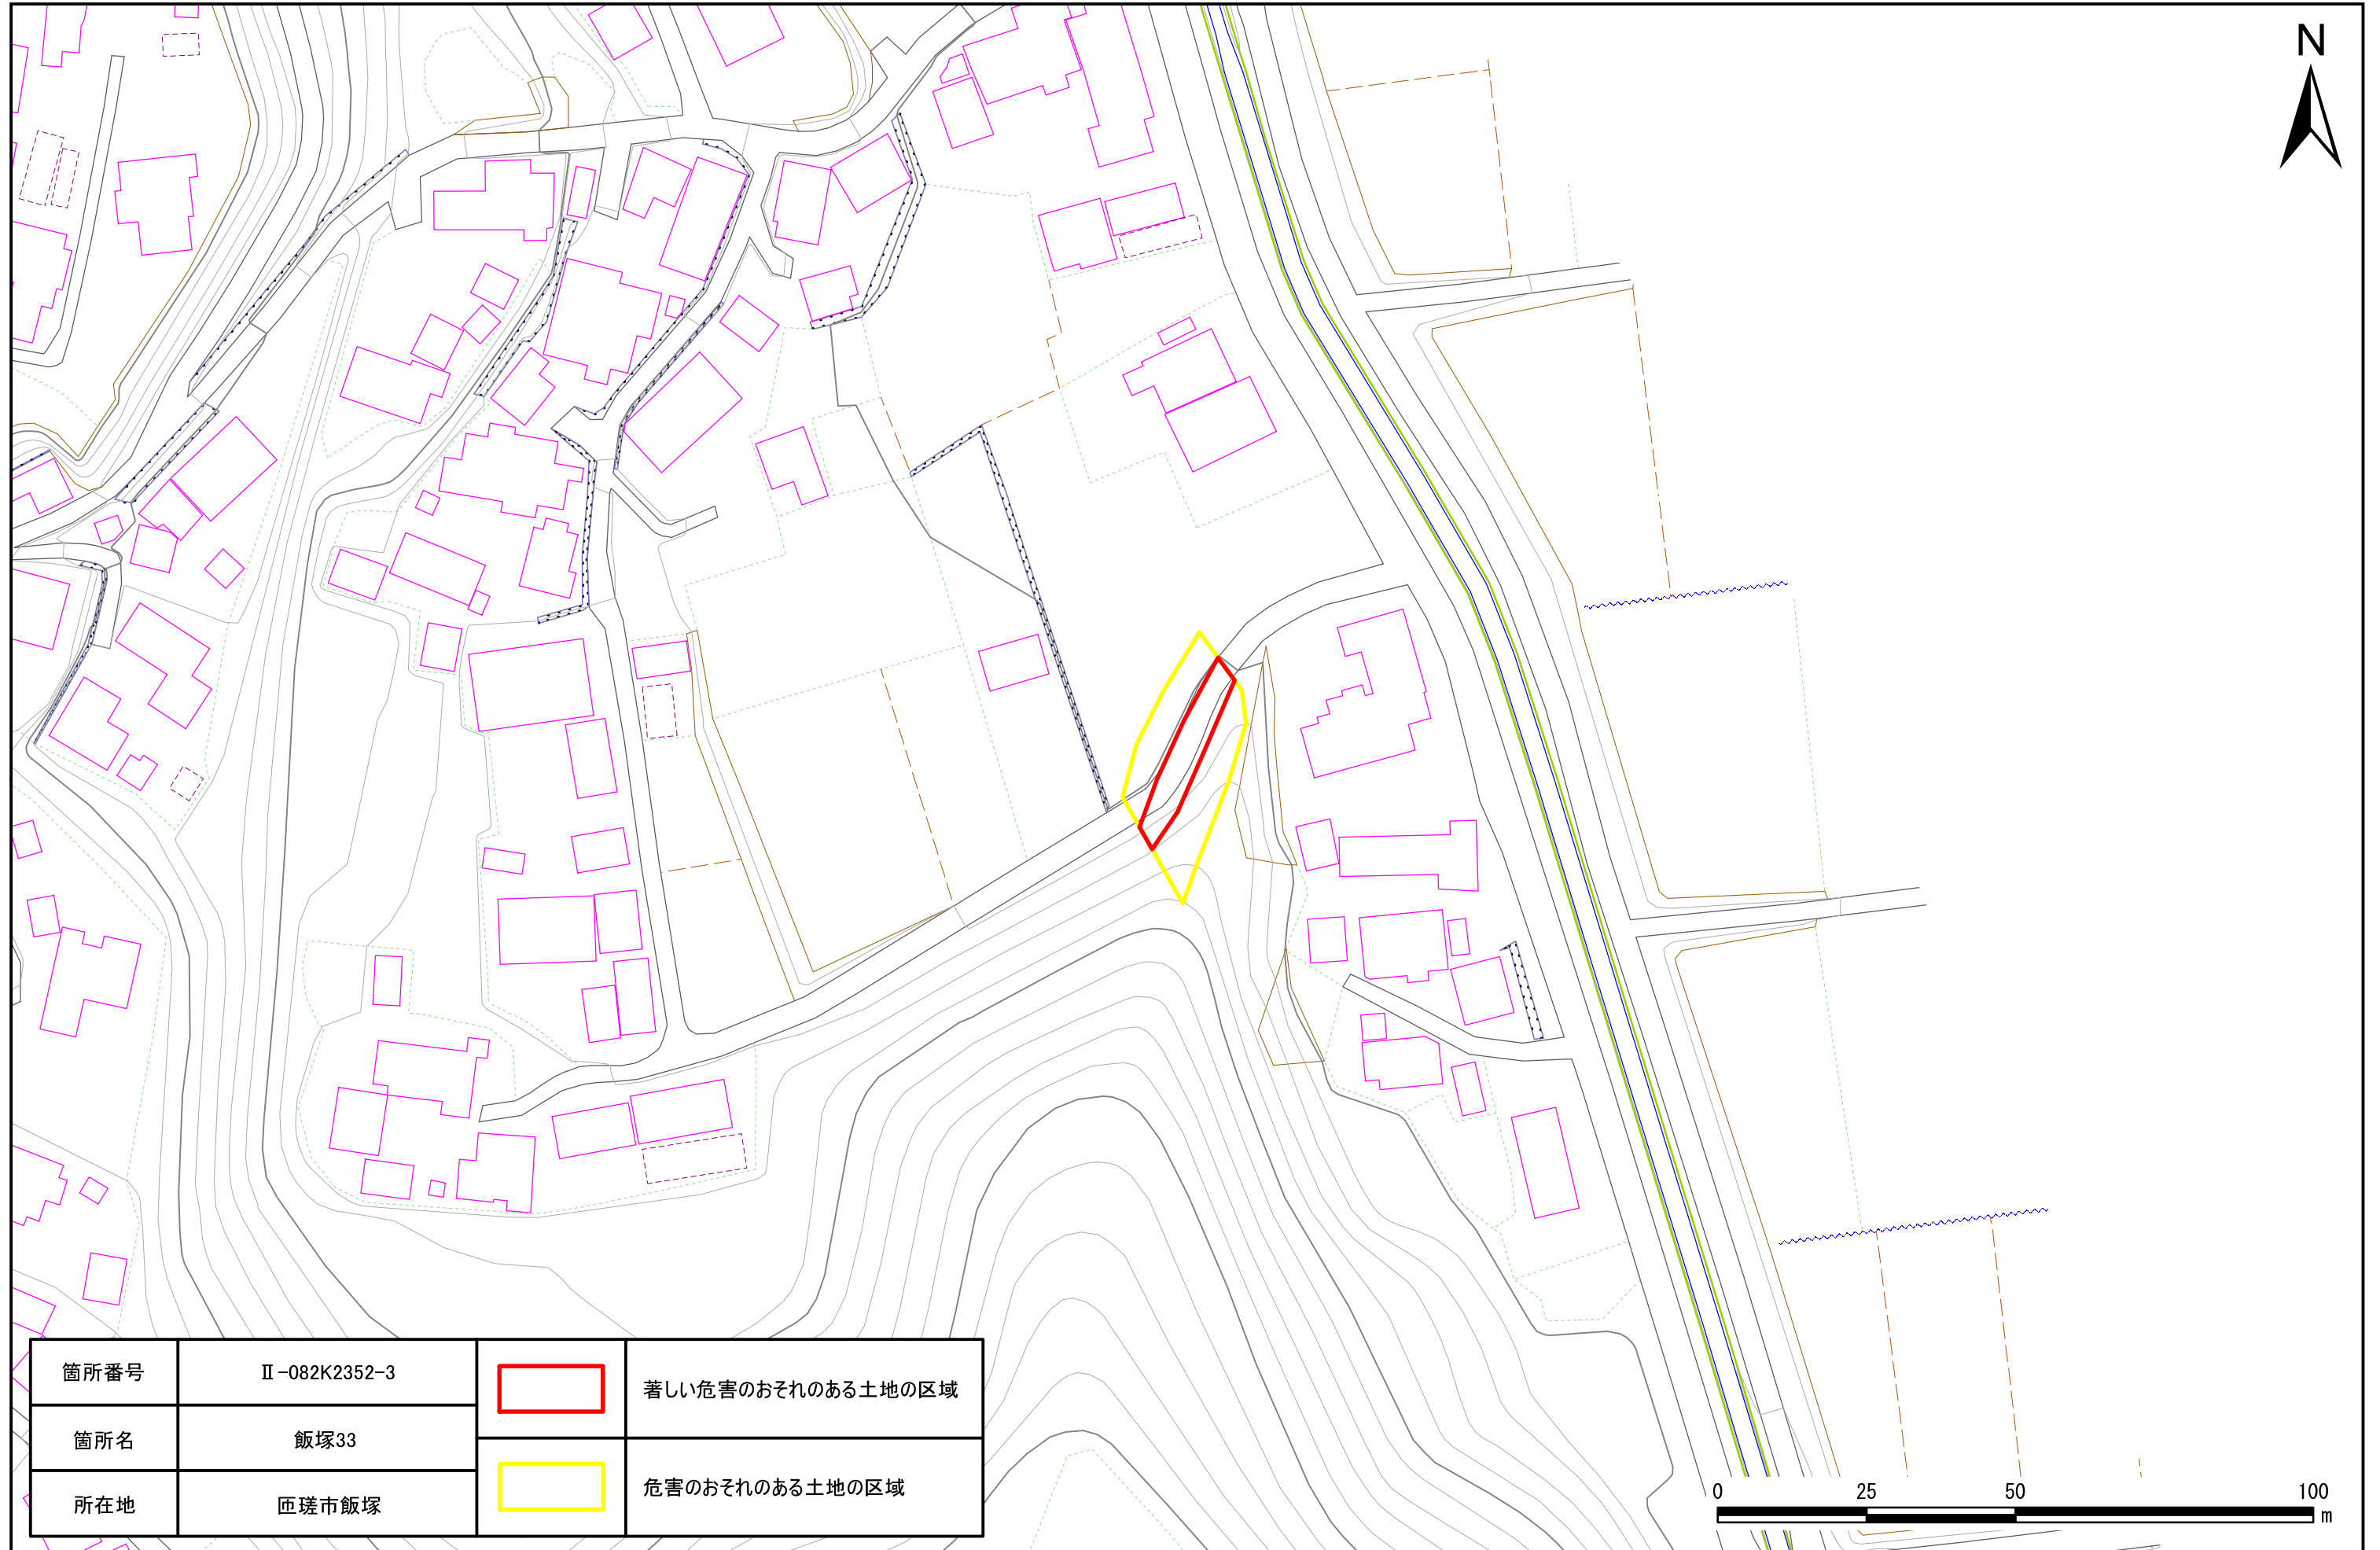 N
箇所番号 Ⅱ-082K2352-3
著しい危害のおそれのある土地の区域
箇所名 飯塚33
危害のおそれのある土地の区域
所在地 匝瑳市飯塚
0 25 50 100
m